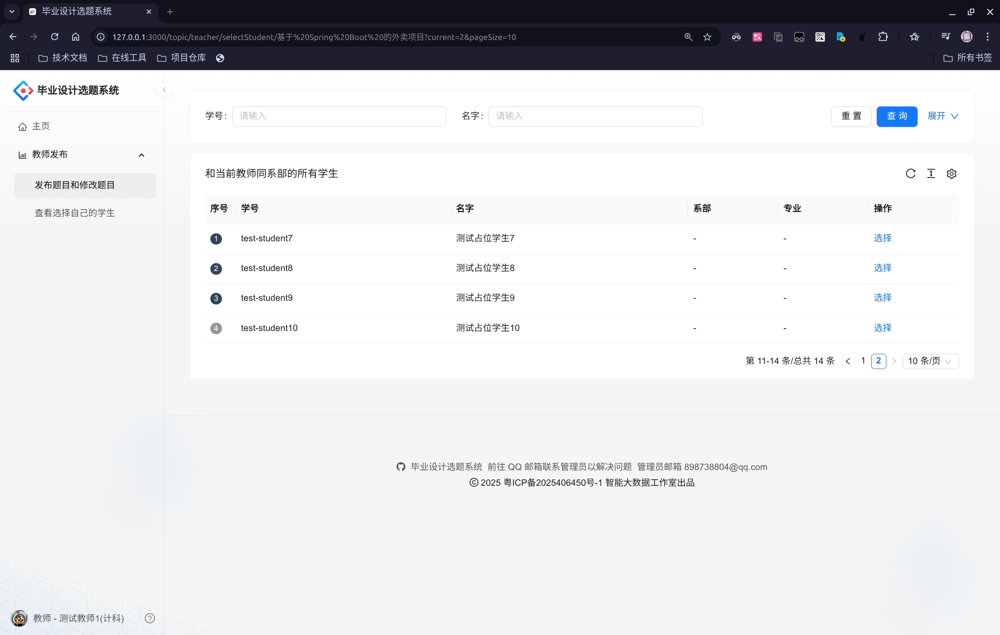 毕业设计选题系统
127.0.0.1:3000/topic/teacher/selectStudent/基于%20Spring%20Boot%20的外卖项目?current=2&pageSize=10
技术文档 在线工具 项目仓库 所有书签
毕业设计选题系统
主页
教师发布
发布题目和修改题目
查看选择自己的学生
学号: 请输入 名字: 请输入 重 置 查 询 展开
和当前教师同系部的所有学生
序号 学号 名字 系部 专业 操作
1 test-student7 测试占位学生7 - - 选择
2 test-student8 测试占位学生8 - - 选择
3 test-student9 测试占位学生9 - - 选择
4 test-student10 测试占位学生10 - - 选择
第 11-14 条/总共 14 条 < 1 2 > 10 条/页
毕业设计选题系统 前往 QQ 邮箱联系管理员以解决问题 管理员邮箱 898738804@qq.com
© 2025 粤ICP备2025406450号-1 智能大数据工作室出品
教师 - 测试教师1(计科)